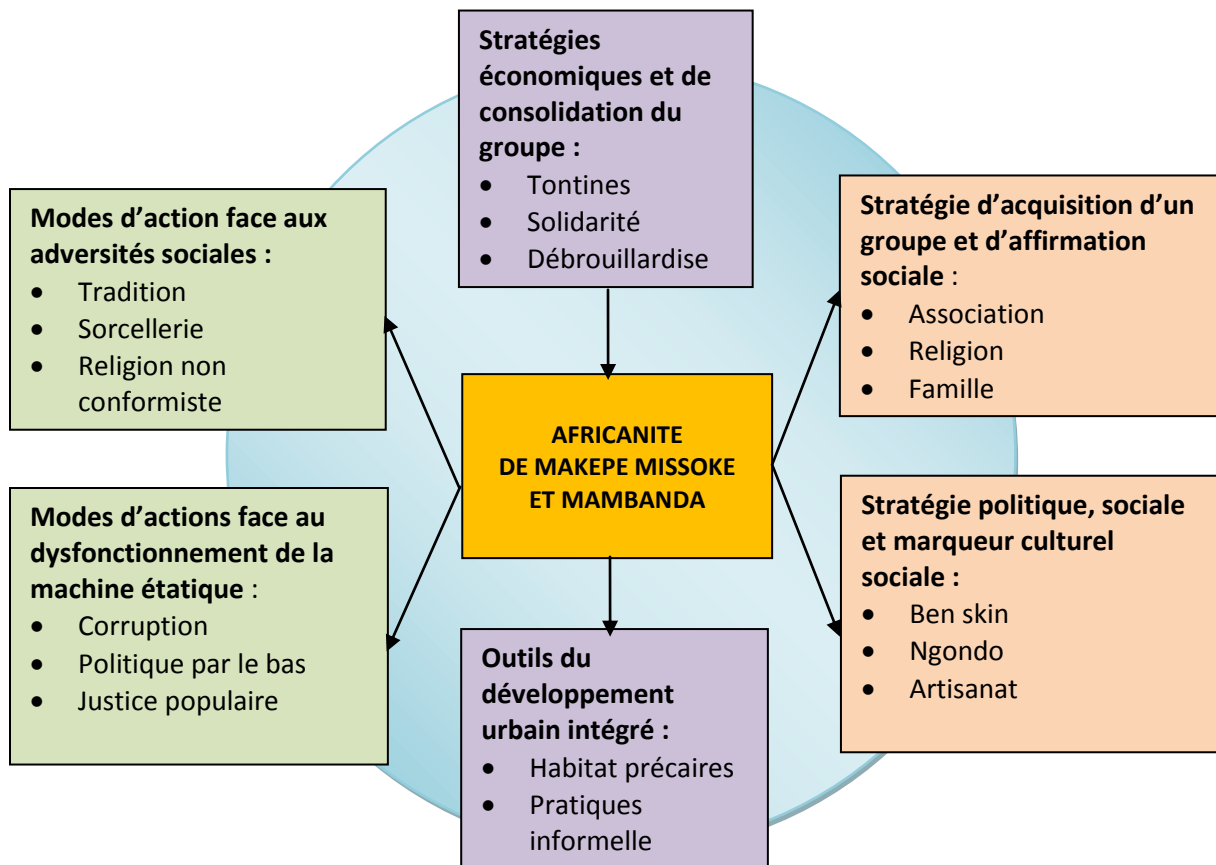 Stratégies
économiques et de
consolidation du
groupe :
• Tontines
• Solidarité
• Débrouillardise
Modes d’action face aux
adversités sociales :
• Tradition
• Sorcellerie
• Religion non
conformiste
Stratégie d’acquisition d’un
groupe et d’affirmation
sociale :
• Association
• Religion
• Famille
AFRICANITE
DE MAKEPE MISSOKE
ET MAMBANDA
Modes d’actions face au
dysfonctionnement de la
machine étatique :
• Corruption
• Politique par le bas
• Justice populaire
Stratégie politique, sociale
et marqueur culturel
sociale :
• Ben skin
• Ngondo
• Artisanat
Outils du
développement
urbain intégré :
• Habitat précaires
• Pratiques
informelle